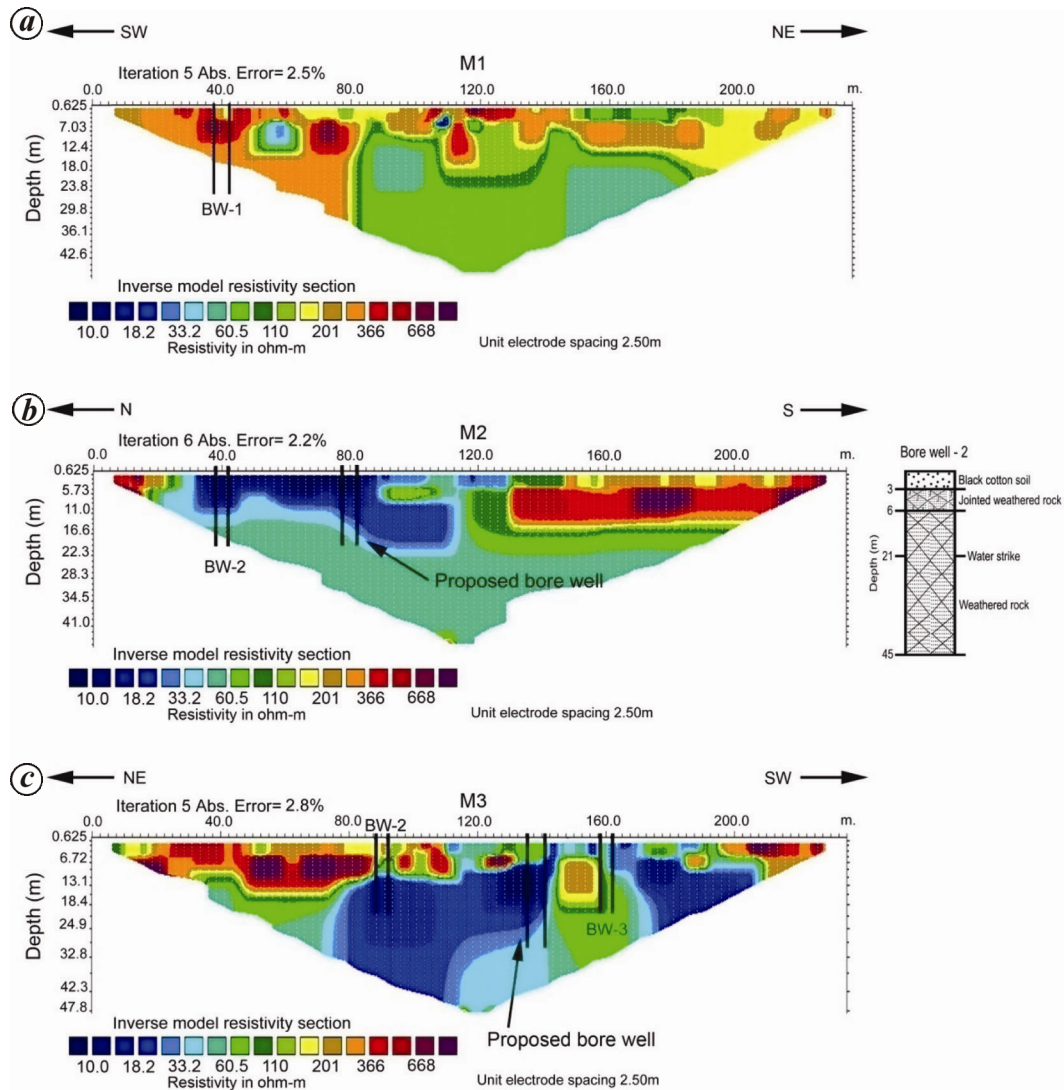 a
SW NE
Iteration 5 Abs. Error= 2.5% M1
0.0 40.0 80.0 120.0 160.0 200.0 m.
0.625
7.03
12.4
18.0
23.8
29.8
36.1
42.6
Depth (m)
BW-1
Inverse model resistivity section
10.0 18.2 33.2 60.5 110 201 366 668
Resistivity in ohm-m
Unit electrode spacing 2.50m
b
N S
Iteration 6 Abs. Error= 2.2% M2
0.0 40.0 80.0 120.0 160.0 200.0 m.
0.625
5.73
11.0
16.6
22.3
28.3
34.5
41.0
Depth (m)
BW-2
Proposed bore well
Inverse model resistivity section
10.0 18.2 33.2 60.5 110 201 366 668
Resistivity in ohm-m
Unit electrode spacing 2.50m
Bore well - 2
Black cotton soil
3
Jointed weathered rock
6
21 Water strike
Weathered rock
45
Depth (m)
c
NE SW
Iteration 5 Abs. Error= 2.8% M3
0.0 40.0 80.0 120.0 160.0 200.0 m.
BW-2
0.625
6.72
13.1
18.4
24.9
32.8
42.3
47.8
Depth (m)
BW-3
Proposed bore well
Inverse model resistivity section
10.0 18.2 33.2 60.5 110 201 366 668
Resistivity in ohm-m
Unit electrode spacing 2.50m